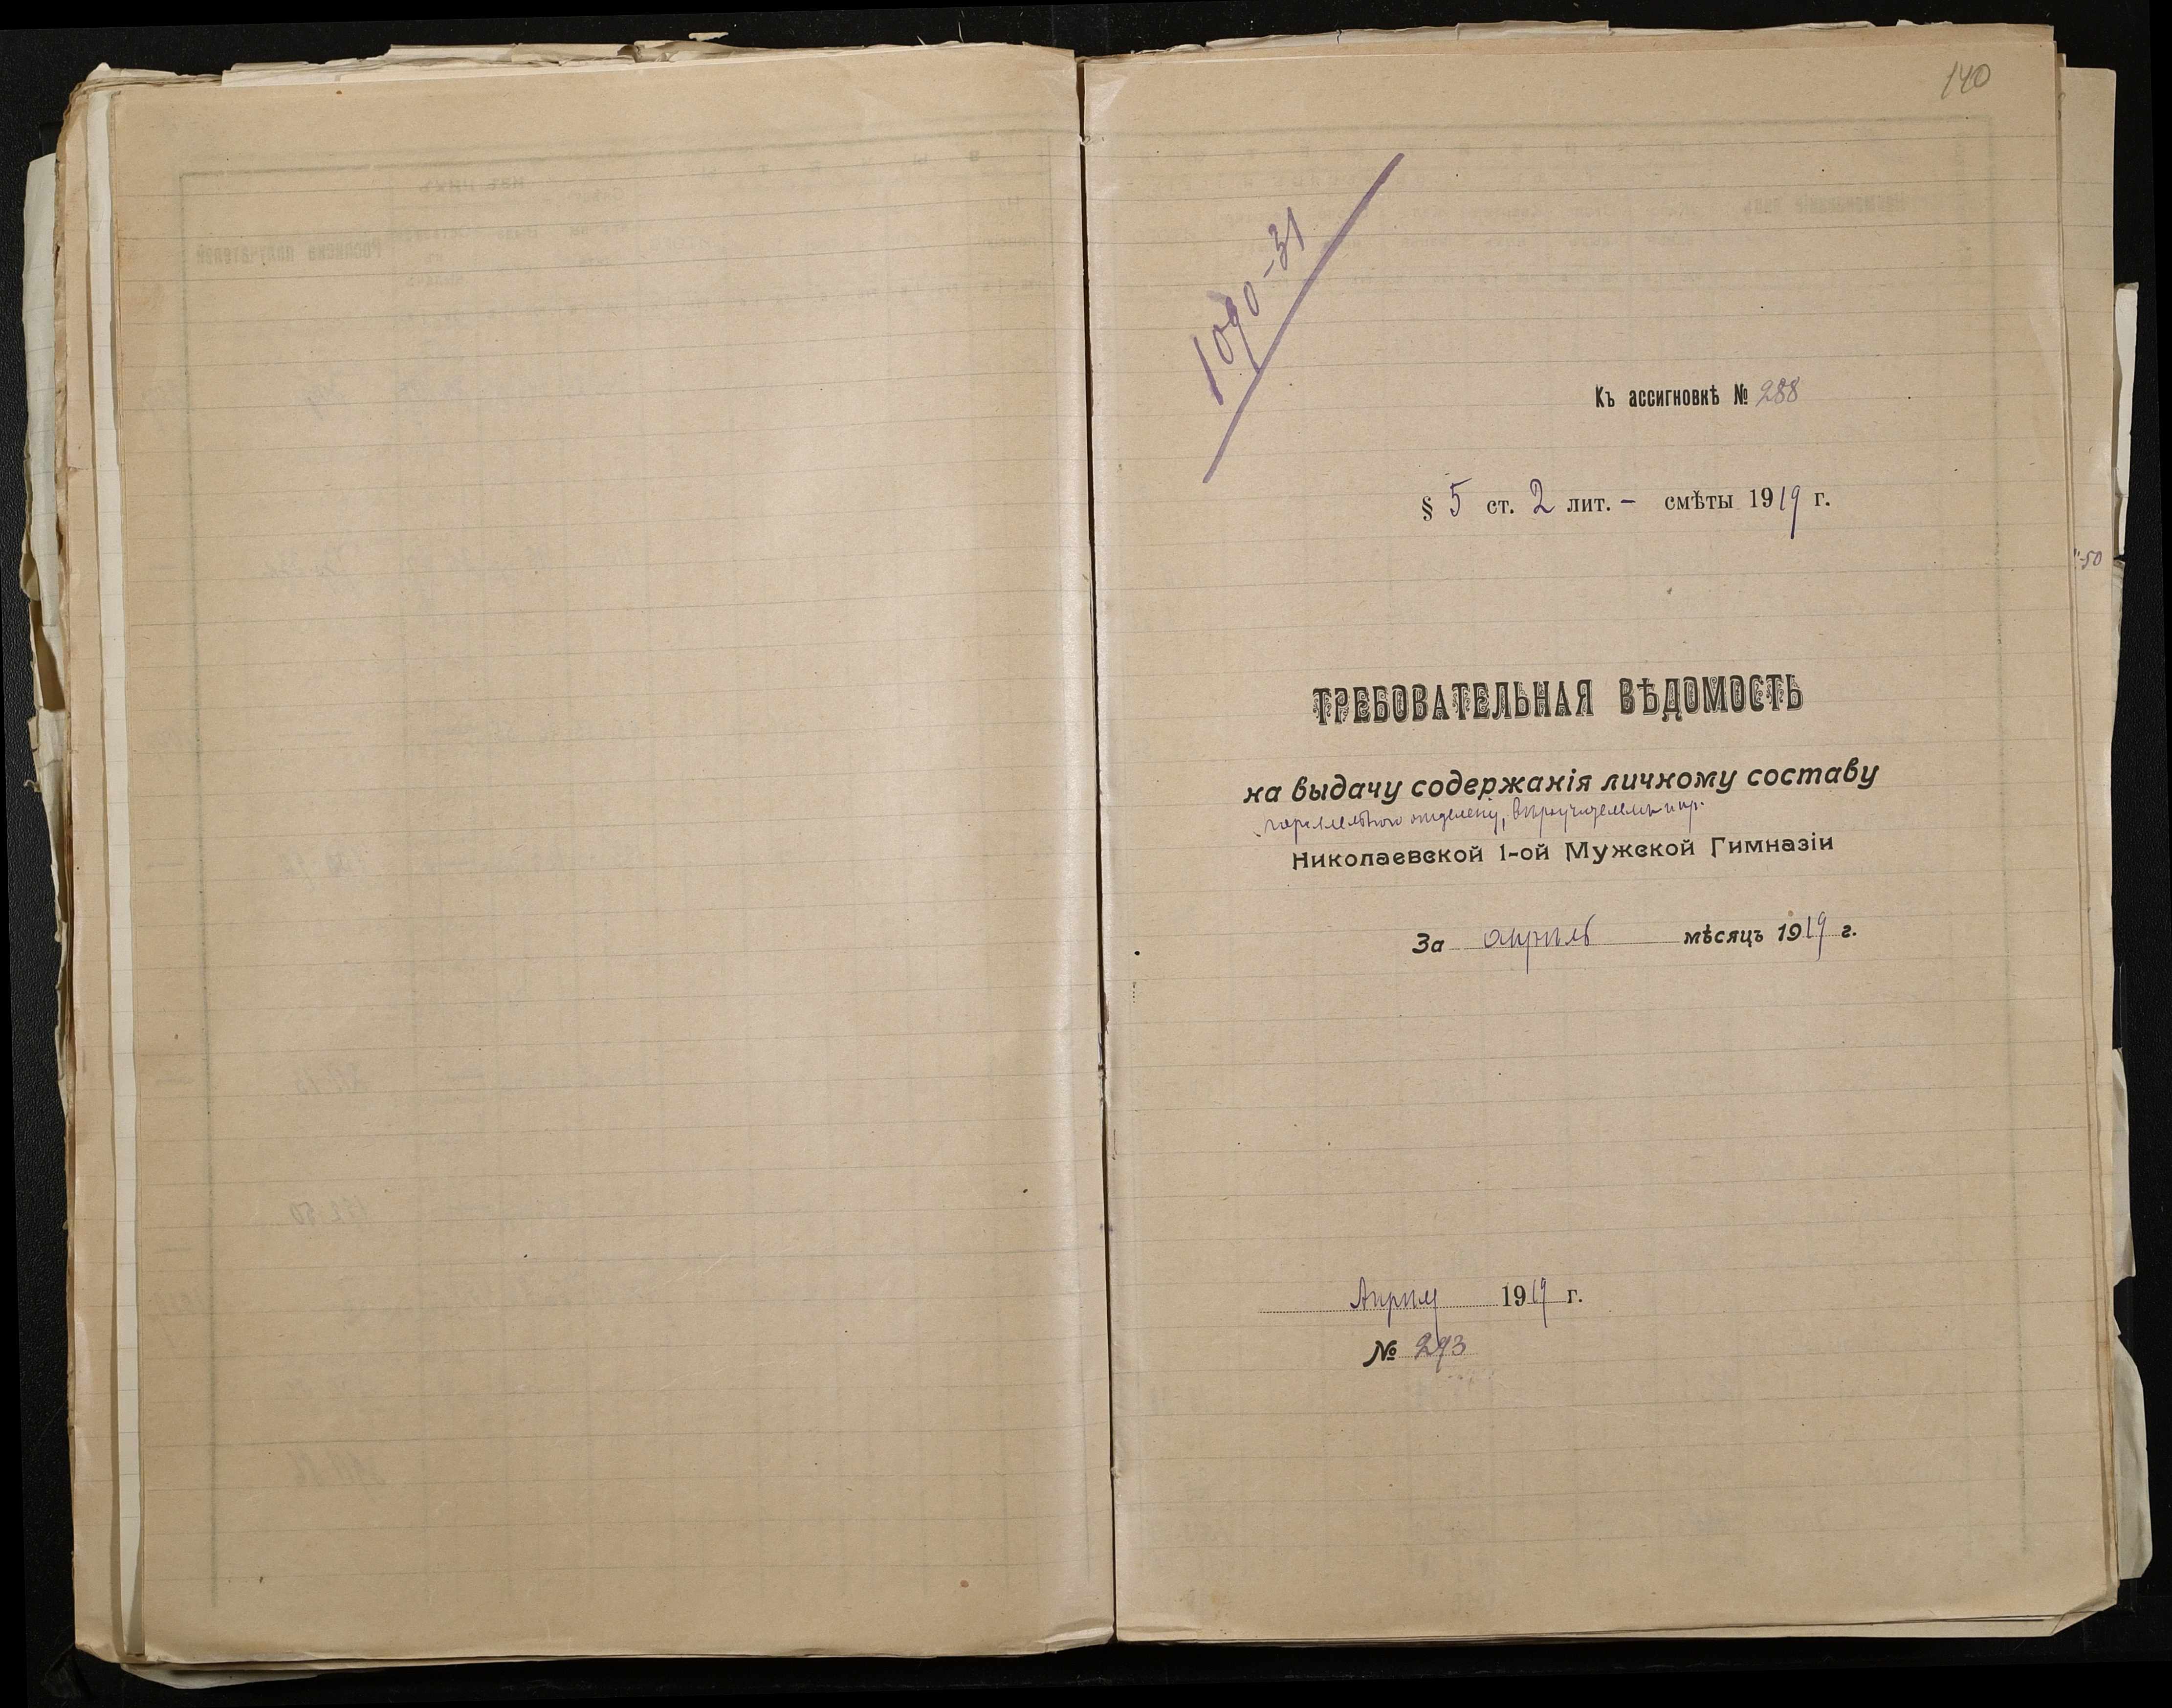 140
1090-31
Къ ассигновкѣ № 288
§ 5 ст. 2 лит. – смѣты 1919 г.
ТРЕБОВАТЕЛЬНАЯ ВѢДОМОСТЬ
на выдачу содержанія личному составу
Николаевской 1-ой Мужской Гимназіи
За апрель мѣсяцъ 1919 г.
1919 г.
№ 293
-50